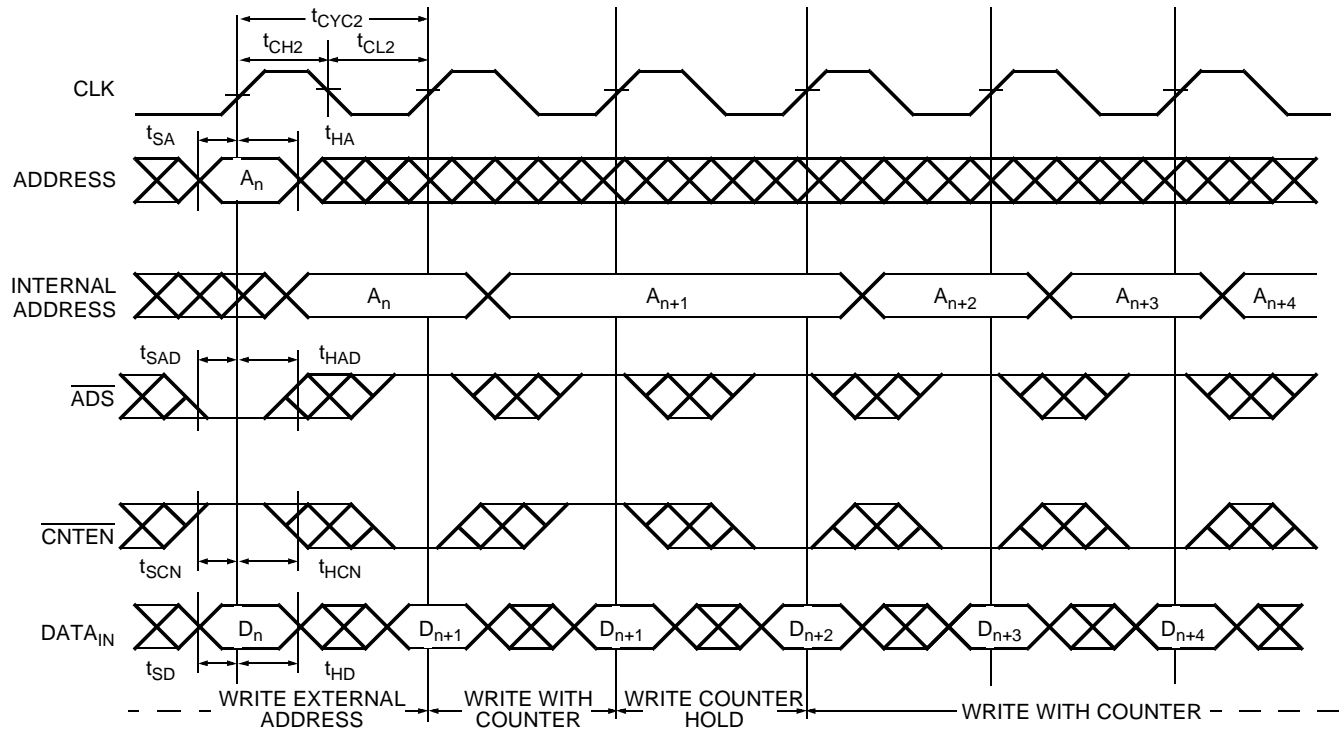 tCYC2
tCH2 tCL2
CLK
tSA tHA
ADDRESS An
INTERNAL
ADDRESS An An+1 An+2 An+3 An+4
tSAD tHAD
ADS
CNTEN
tSCN tHCN
DATAIN Dn Dn+1 Dn+1 Dn+2 Dn+3 Dn+4
tSD tHD
WRITE EXTERNAL
ADDRESS
WRITE WITH
COUNTER
WRITE COUNTER
HOLD
WRITE WITH COUNTER